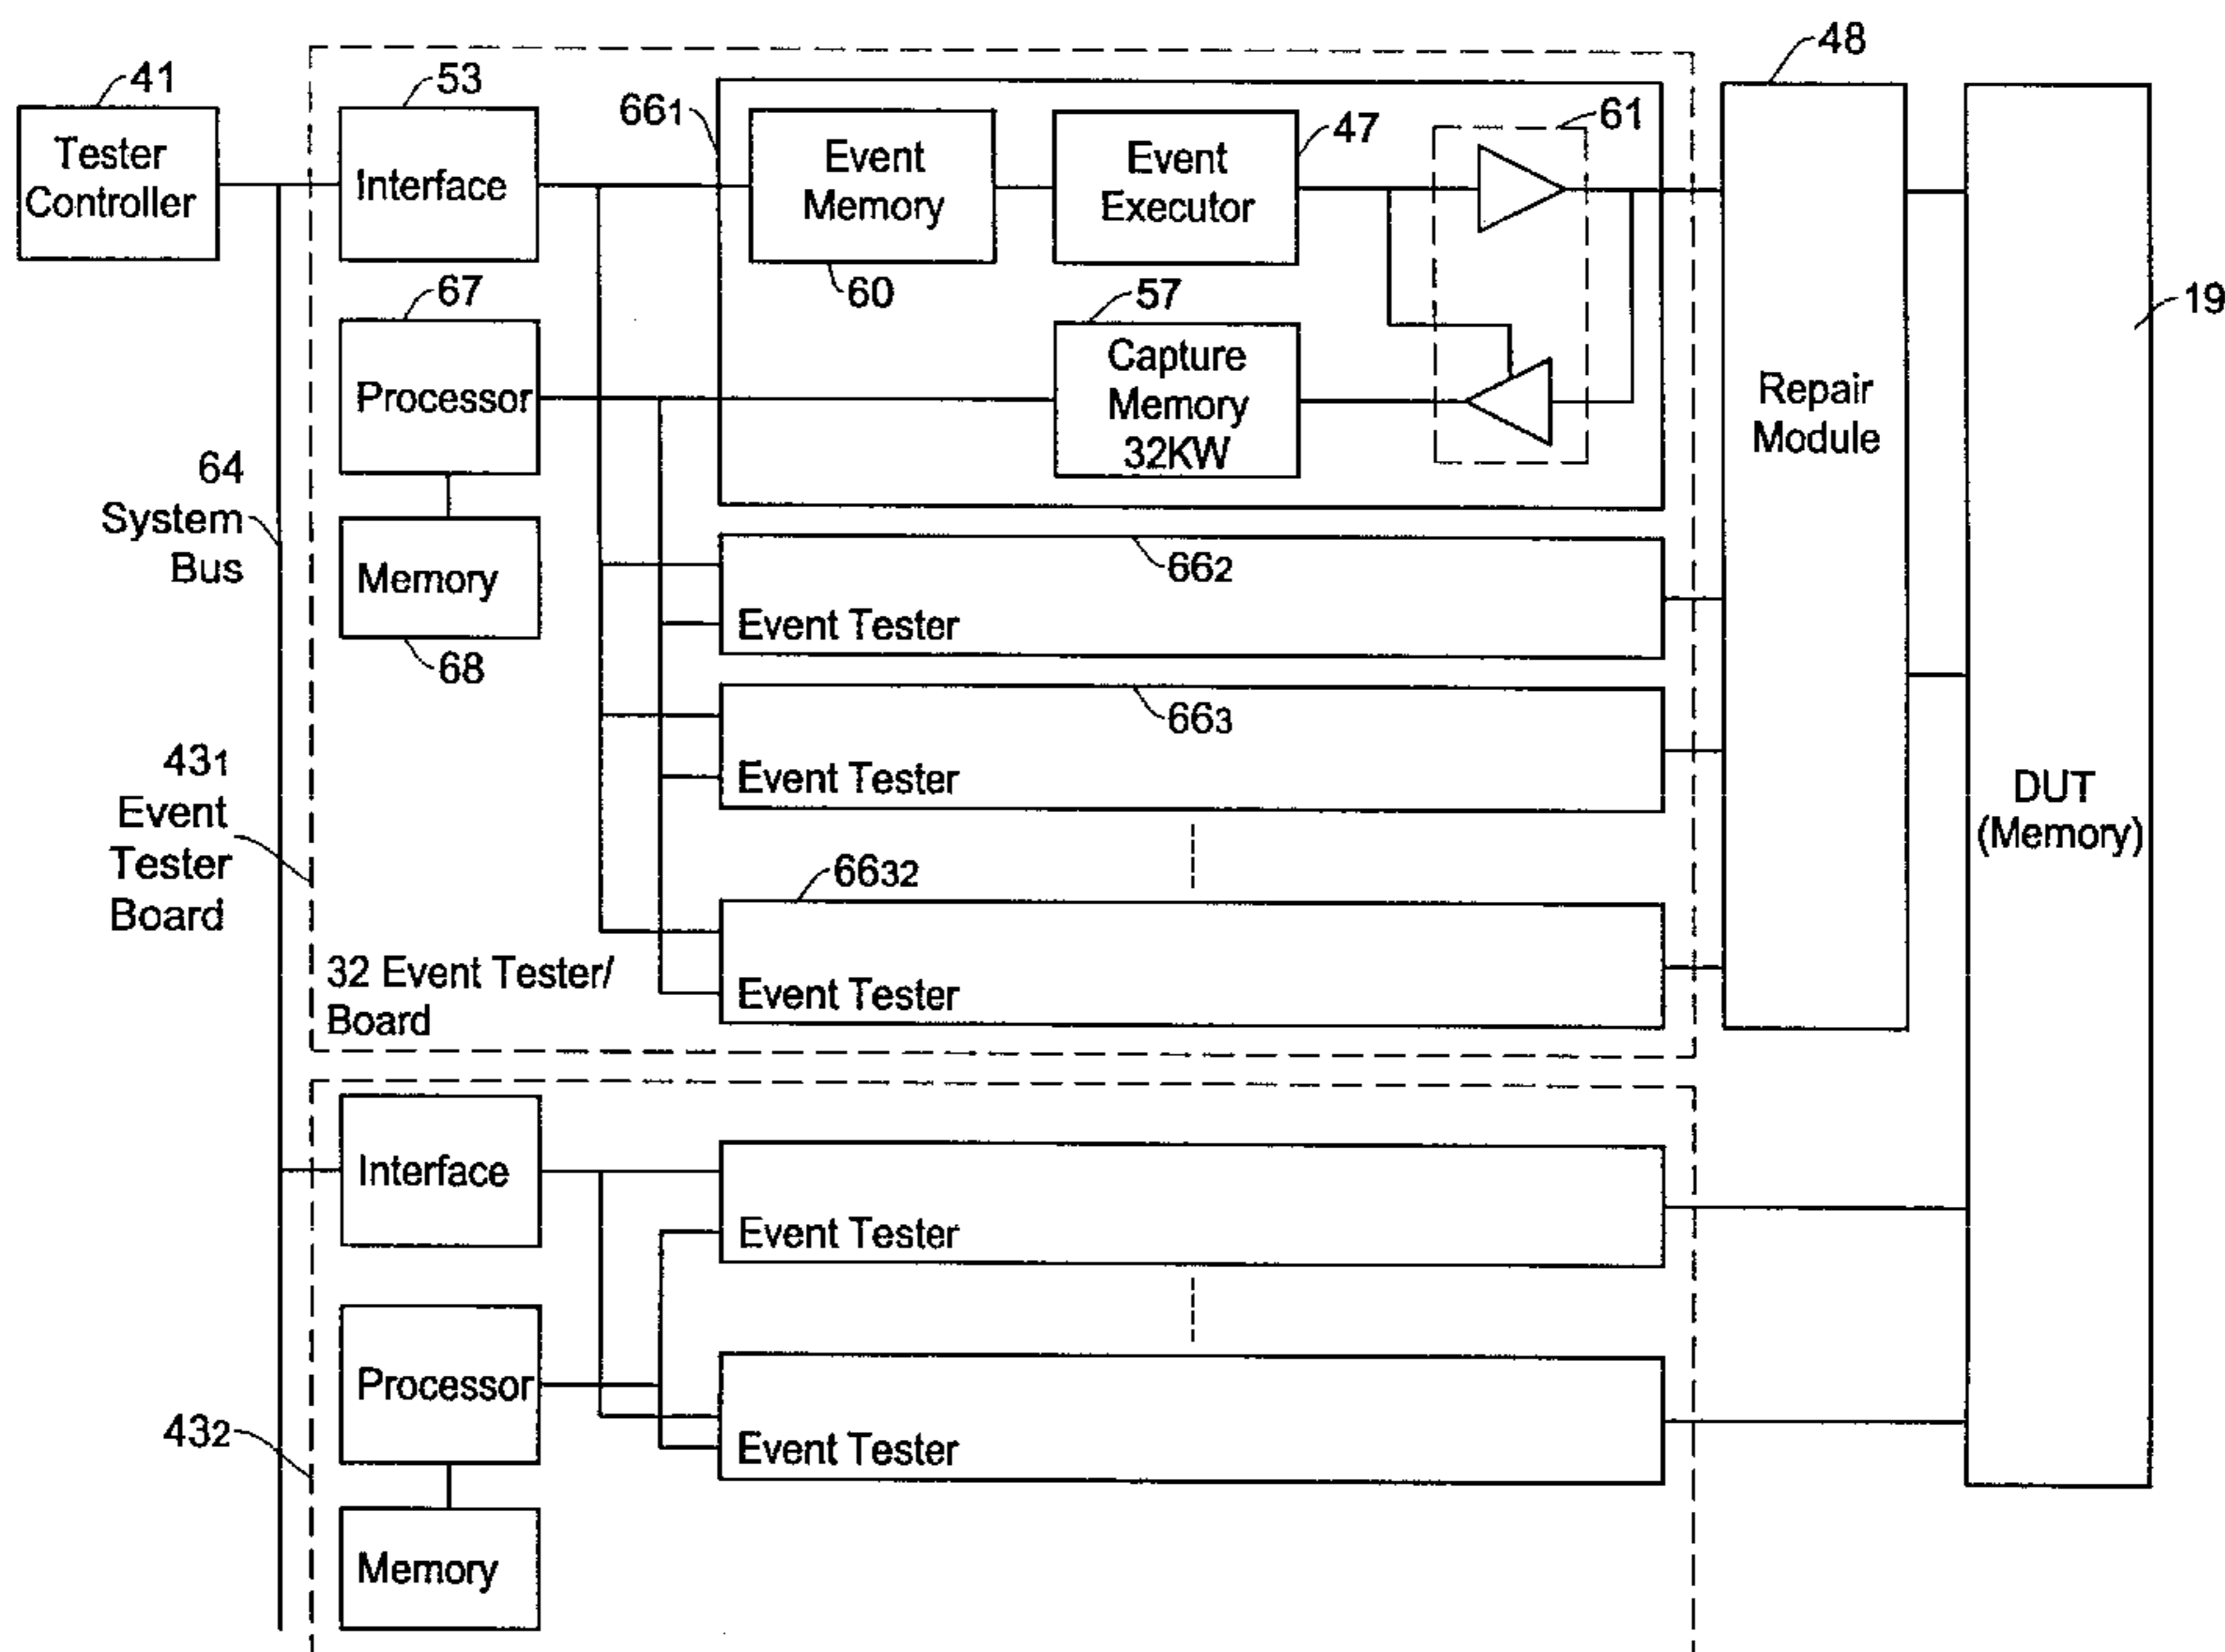 41
Tester
Controller
53
Interface
66₁
Event
Memory
60
Event
Executor
47
61
48
Repair
Module
19
DUT
(Memory)
67
Processor
57
Capture
Memory
32KW
64
System
Bus
Memory
68
66₂
Event Tester
66₃
Event Tester
43₁
Event
Tester
Board
66₃₂
Event Tester
32 Event Tester/
Board
Interface
Event Tester
Processor
Event Tester
43₂
Memory